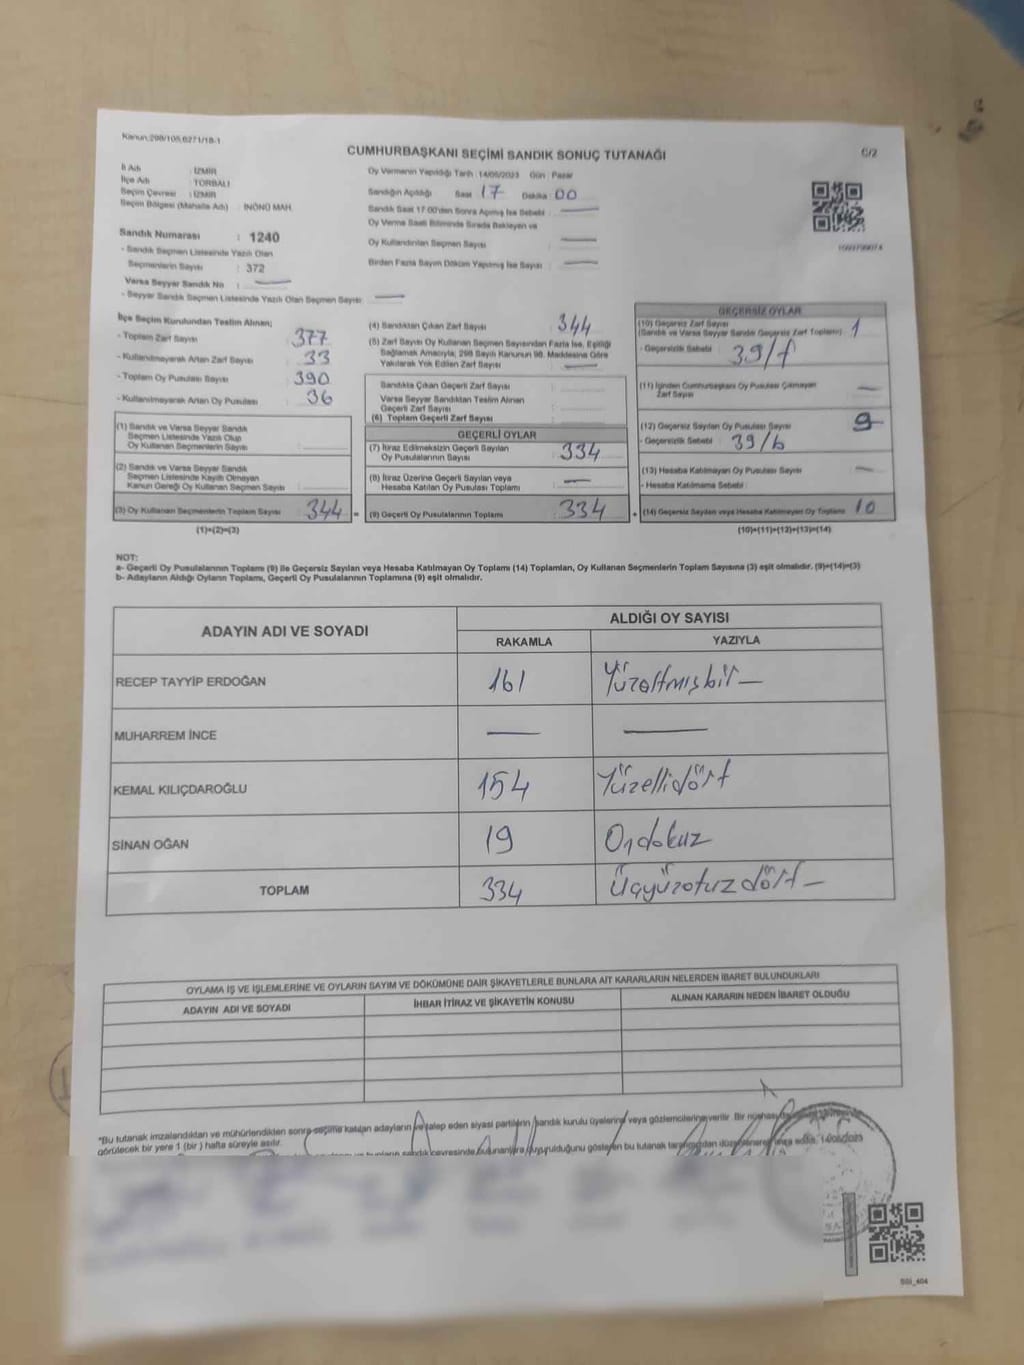 Kanun:298/105,6271/18-1
CUMHURBAŞKANI SEÇİMİ SANDIK SONUÇ TUTANAĞI
6/2
İl Adı : İZMİR
İlçe Adı : TORBALI
Seçim Çevresi : İZMİR
Seçim Bölgesi (Mahalle Adı) : İNÖNÜ MAH.
Sandık Numarası : 1240
- Sandık Seçmen Listesinde Yazılı Olan
Seçmenlerin Sayısı : 372
Varsa Seyyar Sandık No : —
- Seyyar Sandık Seçmen Listesinde Yazılı Olan Seçmen Sayısı : —
Oy Vermenin Yapıldığı Tarih : 14/05/2023 Gün : Pazar
Sandığın Açıldığı Saat 17 Dakika : 00
Sandık Saat 17:00'den Sonra Açılmış İse Sebebi : —
Oy Verme Saati Bitiminde Sırada Bekleyen ve
Oy Kullandırılan Seçmen Sayısı : —
Birden Fazla Sayım Döküm Yapılmış İse Sayısı : —
İlçe Seçim Kurulundan Teslim Alınan;
- Toplam Zarf Sayısı : 377
- Kullanılmayarak Artan Zarf Sayısı : 33
- Toplam Oy Pusulası Sayısı : 390
- Kullanılmayarak Artan Oy Pusulası : 36
(1) Sandık ve Varsa Seyyar Sandık
Seçmen Listesinde Yazılı Olup
Oy Kullanan Seçmenlerin Sayısı :
(2) Sandık ve Varsa Seyyar Sandık
Seçmen Listesinde Kayıtlı Olmayan
Kanun Gereği Oy Kullanan Seçmen Sayısı :
(3) Oy Kullanan Seçmenlerin Toplam Sayısı : 344 =
(1)+(2)=(3)
(4) Sandıktan Çıkan Zarf Sayısı : 344
(5) Zarf Sayısı Oy Kullanan Seçmen Sayısından Fazla İse, Eşitliği
Sağlamak Amacıyla; 298 Sayılı Kanunun 98. Maddesine Göre
Yakılarak Yok Edilen Zarf Sayısı : —
Sandıkta Çıkan Geçerli Zarf Sayısı :
Varsa Seyyar Sandıktan Teslim Alınan
Geçerli Zarf Sayısı :
(6) Toplam Geçerli Zarf Sayısı :
GEÇERLİ OYLAR
(7) İtiraz Edilmeksizin Geçerli Sayılan
Oy Pusulalarının Sayısı : 334
(8) İtiraz Üzerine Geçerli Sayılan veya
Hesaba Katılan Oy Pusulası Toplamı : —
(9) Geçerli Oy Pusulalarının Toplamı : 334 +
GEÇERSİZ OYLAR
(10) Geçersiz Zarf Sayısı
(Sandık ve Varsa Seyyar Sandık Geçersiz Zarf Toplamı) : 1
- Geçersizlik Sebebi : 39/f
(11) İçinden Cumhurbaşkanı Oy Pusulası Çıkmayan
Zarf Sayısı : —
(12) Geçersiz Sayılan Oy Pusulası Sayısı : 9
- Geçersizlik Sebebi : 39/b
(13) Hesaba Katılmayan Oy Pusulası Sayısı : —
- Hesaba Katılmama Sebebi :
(14) Geçersiz Sayılan veya Hesaba Katılmayan Oy Toplamı : 10
(10)+(11)+(12)+(13)=(14)
NOT:
a- Geçerli Oy Pusulalarının Toplamı (9) ile Geçersiz Sayılan veya Hesaba Katılmayan Oy Toplamı (14) Toplamları, Oy Kullanan Seçmenlerin Toplam Sayısına (3) eşit olmalıdır. (9)+(14)=(3)
b- Adayların Aldığı Oyların Toplamı, Geçerli Oy Pusulalarının Toplamına (9) eşit olmalıdır.
ADAYIN ADI VE SOYADI
ALDIĞI OY SAYISI
RAKAMLA YAZIYLA
RECEP TAYYİP ERDOĞAN 161 Yüzaltmışbir —
MUHARREM İNCE — —
KEMAL KILIÇDAROĞLU 154 Yüzellidört
SİNAN OĞAN 19 Ondokuz
TOPLAM 334 Üçyüzotuzdört —
OYLAMA İŞ VE İŞLEMLERİNE VE OYLARIN SAYIM VE DÖKÜMÜNE DAİR ŞİKAYETLERLE BUNLARA AİT KARARLARIN NELERDEN İBARET BULUNDUKLARI
ADAYIN ADI VE SOYADI İHBAR İTİRAZ VE ŞİKAYETİN KONUSU ALINAN KARARIN NEDEN İBARET OLDUĞU
*Bu tutanak imzalandıktan ve mühürlendikten sonra seçime katılan adayların ve talep eden siyasi partilerin sandık kurulu üyelerine veya gözlemcilerine verilir. Bir nüshası da
görülecek bir yere 1 (bir) hafta süreyle asılır.
sandık çevresinde bulunanlara duyurulduğunu gösteren bu tutanak tarafımızdan düzenlenerek
SSİ_404